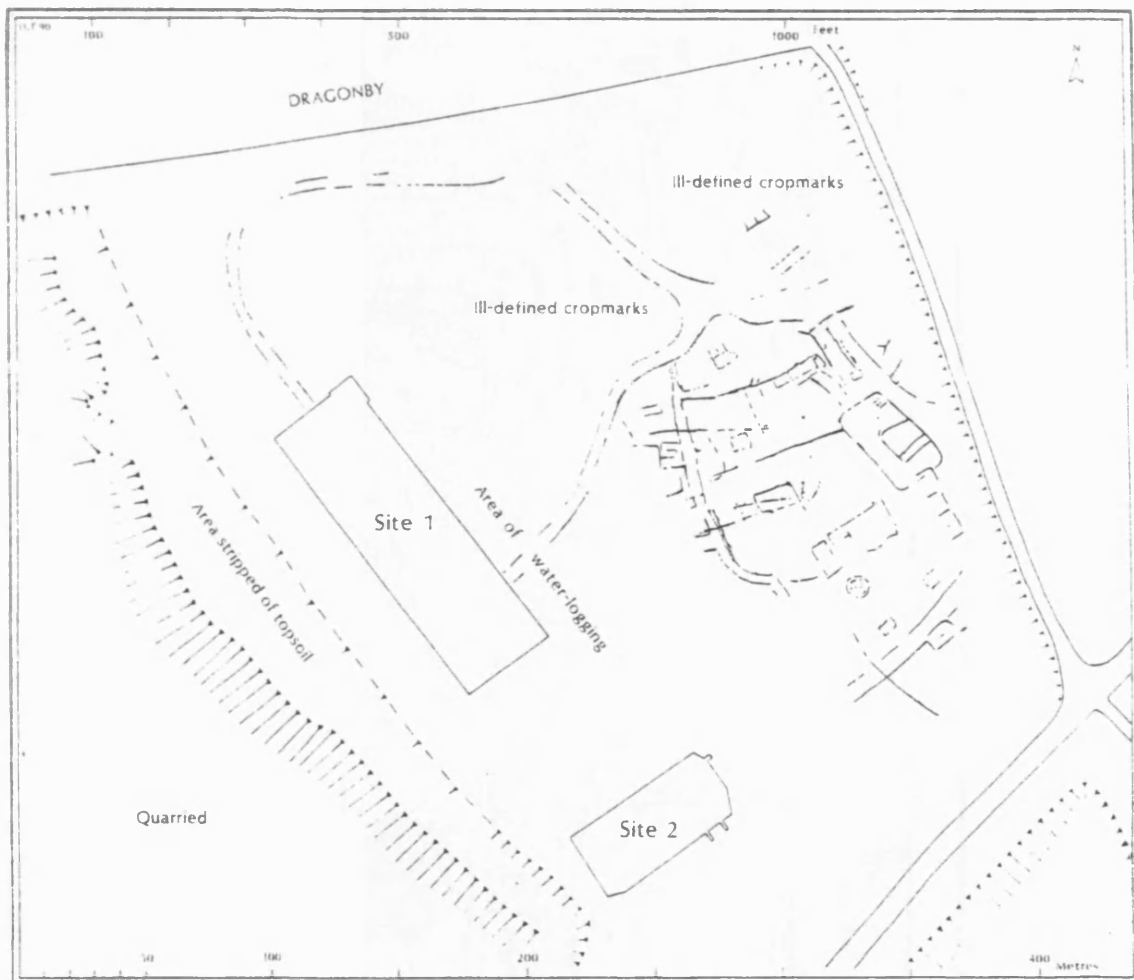 100
500
1000
Feet
N
DRAGONBY
Ill-defined cropmarks
Ill-defined cropmarks
Site 1
Area of water-logging
Area stripped of topsoil
Quarried
Site 2
50
100
200
400
Metres